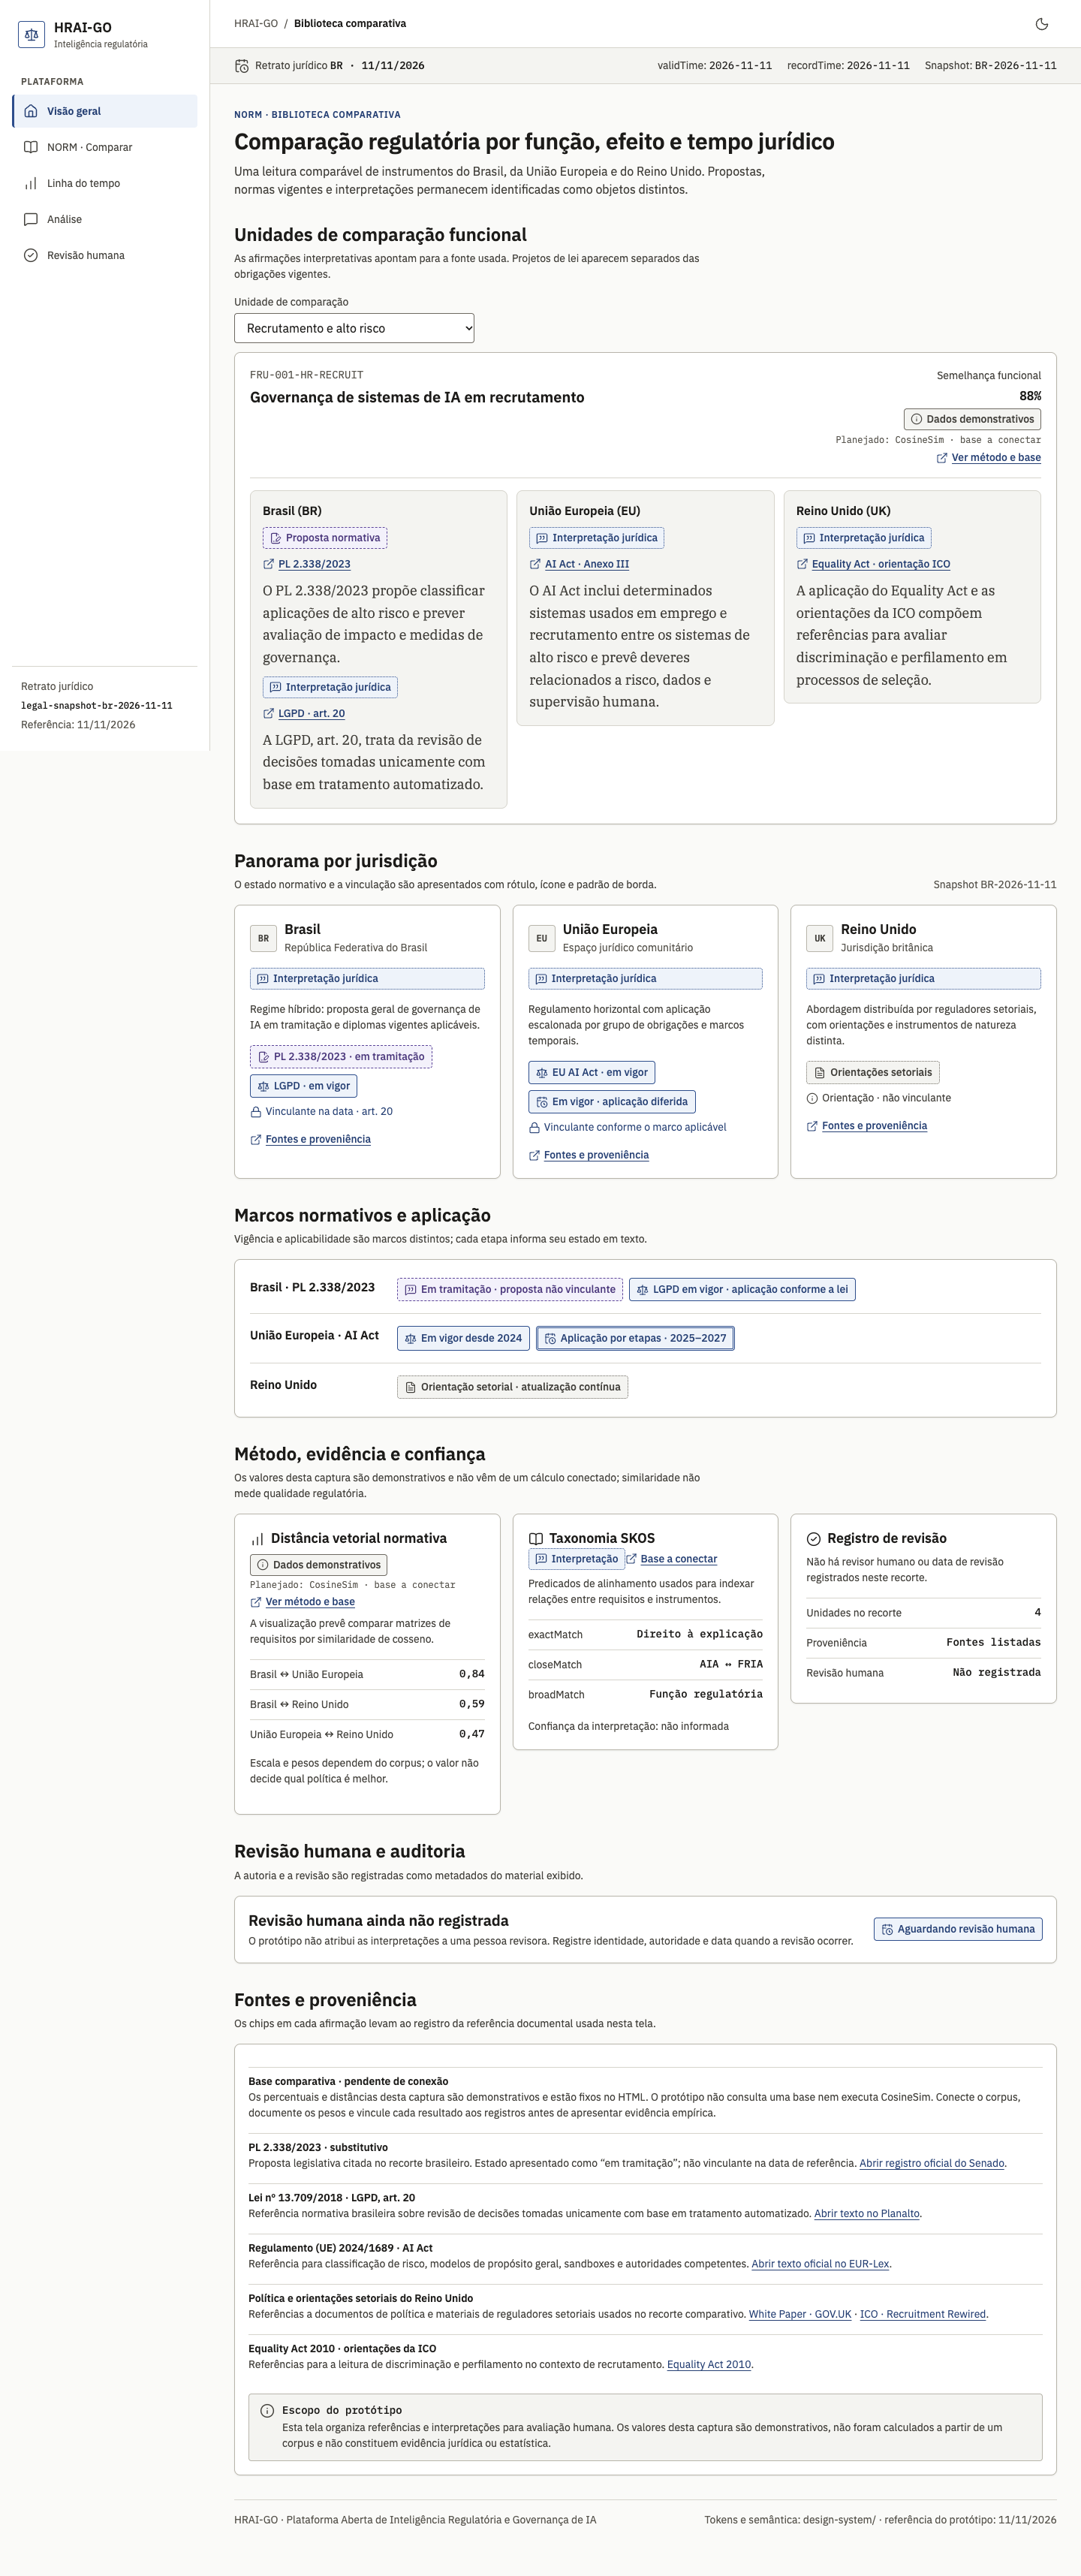 HRAI-GO
Inteligência regulatória
PLATAFORMA
Visão geral
NORM · Comparar
Linha do tempo
Análise
Revisão humana
Retrato jurídico
legal-snapshot-br-2026-11-11
Referência: 11/11/2026
HRAI-GO / Biblioteca comparativa
Retrato jurídico BR · 11/11/2026
validTime: 2026-11-11 recordTime: 2026-11-11 Snapshot: BR-2026-11-11
NORM · BIBLIOTECA COMPARATIVA
Comparação regulatória por função, efeito e tempo jurídico
Uma leitura comparável de instrumentos do Brasil, da União Europeia e do Reino Unido. Propostas,
normas vigentes e interpretações permanecem identificadas como objetos distintos.
Unidades de comparação funcional
As afirmações interpretativas apontam para a fonte usada. Projetos de lei aparecem separados das
obrigações vigentes.
Unidade de comparação
Recrutamento e alto risco
FRU-001-HR-RECRUIT
Governança de sistemas de IA em recrutamento
Semelhança funcional
88%
Dados demonstrativos
Planejado: CosineSim · base a conectar
Ver método e base
Brasil (BR)
Proposta normativa
PL 2.338/2023
O PL 2.338/2023 propõe classificar
aplicações de alto risco e prever
avaliação de impacto e medidas de
governança.
Interpretação jurídica
LGPD · art. 20
A LGPD, art. 20, trata da revisão de
decisões tomadas unicamente com
base em tratamento automatizado.
União Europeia (EU)
Interpretação jurídica
AI Act · Anexo III
O AI Act inclui determinados
sistemas usados em emprego e
recrutamento entre os sistemas de
alto risco e prevê deveres
relacionados a risco, dados e
supervisão humana.
Reino Unido (UK)
Interpretação jurídica
Equality Act · orientação ICO
A aplicação do Equality Act e as
orientações da ICO compõem
referências para avaliar
discriminação e perfilamento em
processos de seleção.
Panorama por jurisdição
O estado normativo e a vinculação são apresentados com rótulo, ícone e padrão de borda.
Snapshot BR-2026-11-11
BR
Brasil
República Federativa do Brasil
Interpretação jurídica
Regime híbrido: proposta geral de governança de
IA em tramitação e diplomas vigentes aplicáveis.
PL 2.338/2023 · em tramitação
LGPD · em vigor
Vinculante na data · art. 20
Fontes e proveniência
EU
União Europeia
Espaço jurídico comunitário
Interpretação jurídica
Regulamento horizontal com aplicação
escalonada por grupo de obrigações e marcos
temporais.
EU AI Act · em vigor
Em vigor · aplicação diferida
Vinculante conforme o marco aplicável
Fontes e proveniência
UK
Reino Unido
Jurisdição britânica
Interpretação jurídica
Abordagem distribuída por reguladores setoriais,
com orientações e instrumentos de natureza
distinta.
Orientações setoriais
Orientação · não vinculante
Fontes e proveniência
Marcos normativos e aplicação
Vigência e aplicabilidade são marcos distintos; cada etapa informa seu estado em texto.
Brasil · PL 2.338/2023
Em tramitação · proposta não vinculante
LGPD em vigor · aplicação conforme a lei
União Europeia · AI Act
Em vigor desde 2024
Aplicação por etapas · 2025–2027
Reino Unido
Orientação setorial · atualização contínua
Método, evidência e confiança
Os valores desta captura são demonstrativos e não vêm de um cálculo conectado; similaridade não
mede qualidade regulatória.
Distância vetorial normativa
Dados demonstrativos
Planejado: CosineSim · base a conectar
Ver método e base
A visualização prevê comparar matrizes de
requisitos por similaridade de cosseno.
Brasil ↔ União Europeia 0,84
Brasil ↔ Reino Unido 0,59
União Europeia ↔ Reino Unido 0,47
Escala e pesos dependem do corpus; o valor não
decide qual política é melhor.
Taxonomia SKOS
Interpretação
Base a conectar
Predicados de alinhamento usados para indexar
relações entre requisitos e instrumentos.
exactMatch Direito à explicação
closeMatch AIA ↔ FRIA
broadMatch Função regulatória
Confiança da interpretação: não informada
Registro de revisão
Não há revisor humano ou data de revisão
registrados neste recorte.
Unidades no recorte 4
Proveniência Fontes listadas
Revisão humana Não registrada
Revisão humana e auditoria
A autoria e a revisão são registradas como metadados do material exibido.
Revisão humana ainda não registrada
O protótipo não atribui as interpretações a uma pessoa revisora. Registre identidade, autoridade e data quando a revisão ocorrer.
Aguardando revisão humana
Fontes e proveniência
Os chips em cada afirmação levam ao registro da referência documental usada nesta tela.
Base comparativa · pendente de conexão
Os percentuais e distâncias desta captura são demonstrativos e estão fixos no HTML. O protótipo não consulta uma base nem executa CosineSim. Conecte o corpus,
documente os pesos e vincule cada resultado aos registros antes de apresentar evidência empírica.
PL 2.338/2023 · substitutivo
Proposta legislativa citada no recorte brasileiro. Estado apresentado como “em tramitação”; não vinculante na data de referência. Abrir registro oficial do Senado.
Lei nº 13.709/2018 · LGPD, art. 20
Referência normativa brasileira sobre revisão de decisões tomadas unicamente com base em tratamento automatizado. Abrir texto no Planalto.
Regulamento (UE) 2024/1689 · AI Act
Referência para classificação de risco, modelos de propósito geral, sandboxes e autoridades competentes. Abrir texto oficial no EUR-Lex.
Política e orientações setoriais do Reino Unido
Referências a documentos de política e materiais de reguladores setoriais usados no recorte comparativo. White Paper · GOV.UK · ICO · Recruitment Rewired.
Equality Act 2010 · orientações da ICO
Referências para a leitura de discriminação e perfilamento no contexto de recrutamento. Equality Act 2010.
Escopo do protótipo
Esta tela organiza referências e interpretações para avaliação humana. Os valores desta captura são demonstrativos, não foram calculados a partir de um
corpus e não constituem evidência jurídica ou estatística.
HRAI-GO · Plataforma Aberta de Inteligência Regulatória e Governança de IA
Tokens e semântica: design-system/ · referência do protótipo: 11/11/2026